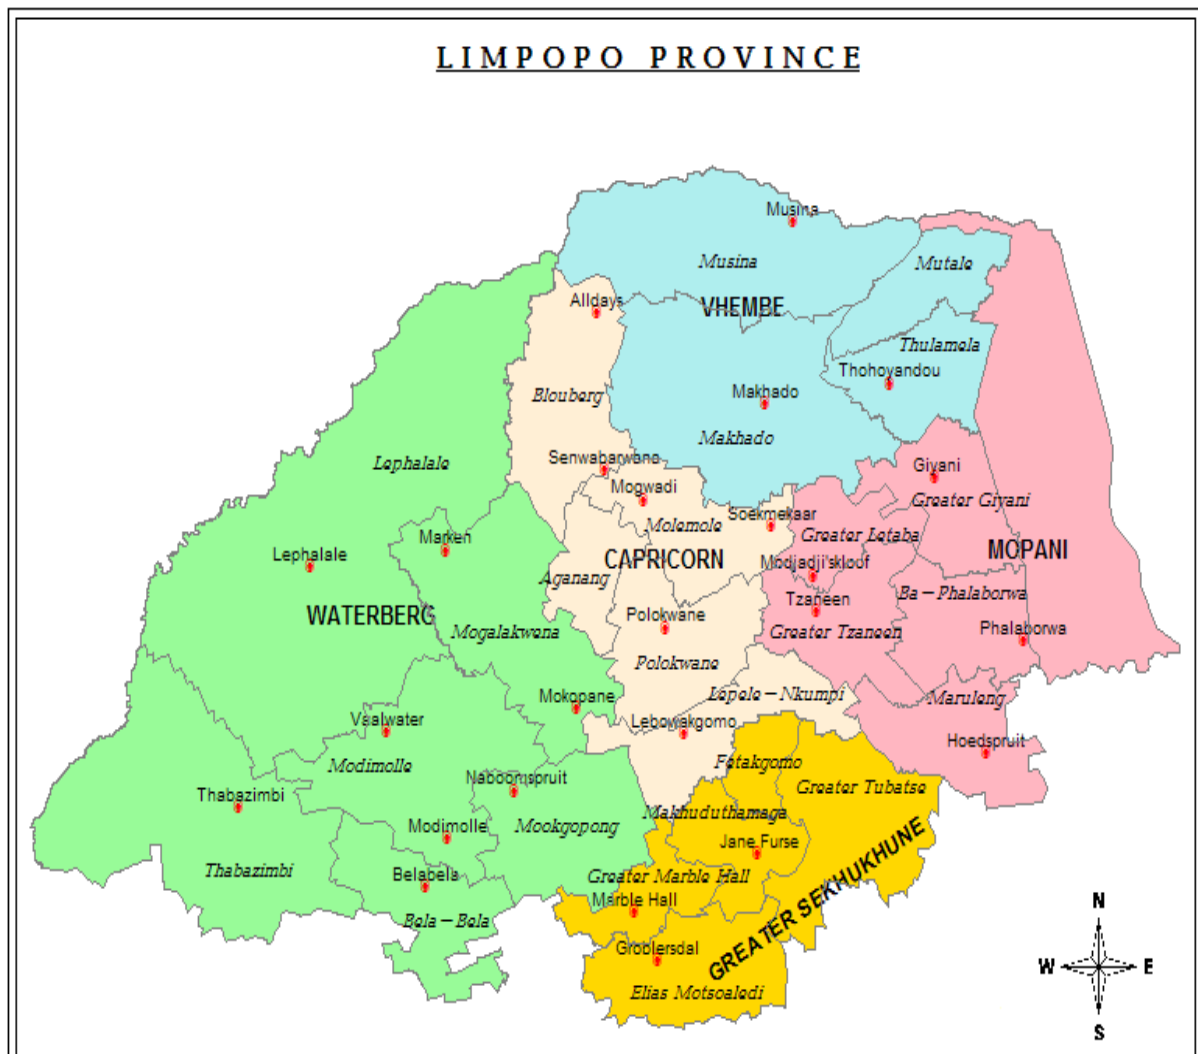 LIMPOPO PROVINCE
Musina
Musina
Mutale
Alldays
VHEMBE
Thulamela
Thohoyandou
Blouberg
Makhado
Makhado
Lephalale
Senwabarwano
Giyani
Mogwadi
Greater Giyani
Molemole
Soekmekaar
Greater Letaba
Marken
Lephalale
CAPRICORN
MOPANI
Modjadji'skloof
Aganang
Ba-Phalaborwa
Tzaneen
WATERBERG
Polokwane
Mogalakwena
Greater Tzaneen
Phalaborwa
Polokwane
Lepele-Nkumpi
Maruleng
Mokopane
Vaalwater
Lebowakgomo
Hoedspruit
Modimolle
Fetakgomo
Naboomspruit
Greater Tubatse
Thabazimbi
Makhuduthamaga
Modimolle
Mookgopong
Jane Furse
Thabazimbi
Belabela
Greater Marble Hall
GREATER SEKHUKHUNE
Marble Hall
Bela-Bela
Groblersdal
Elias Motsoaledi
N
W
E
S